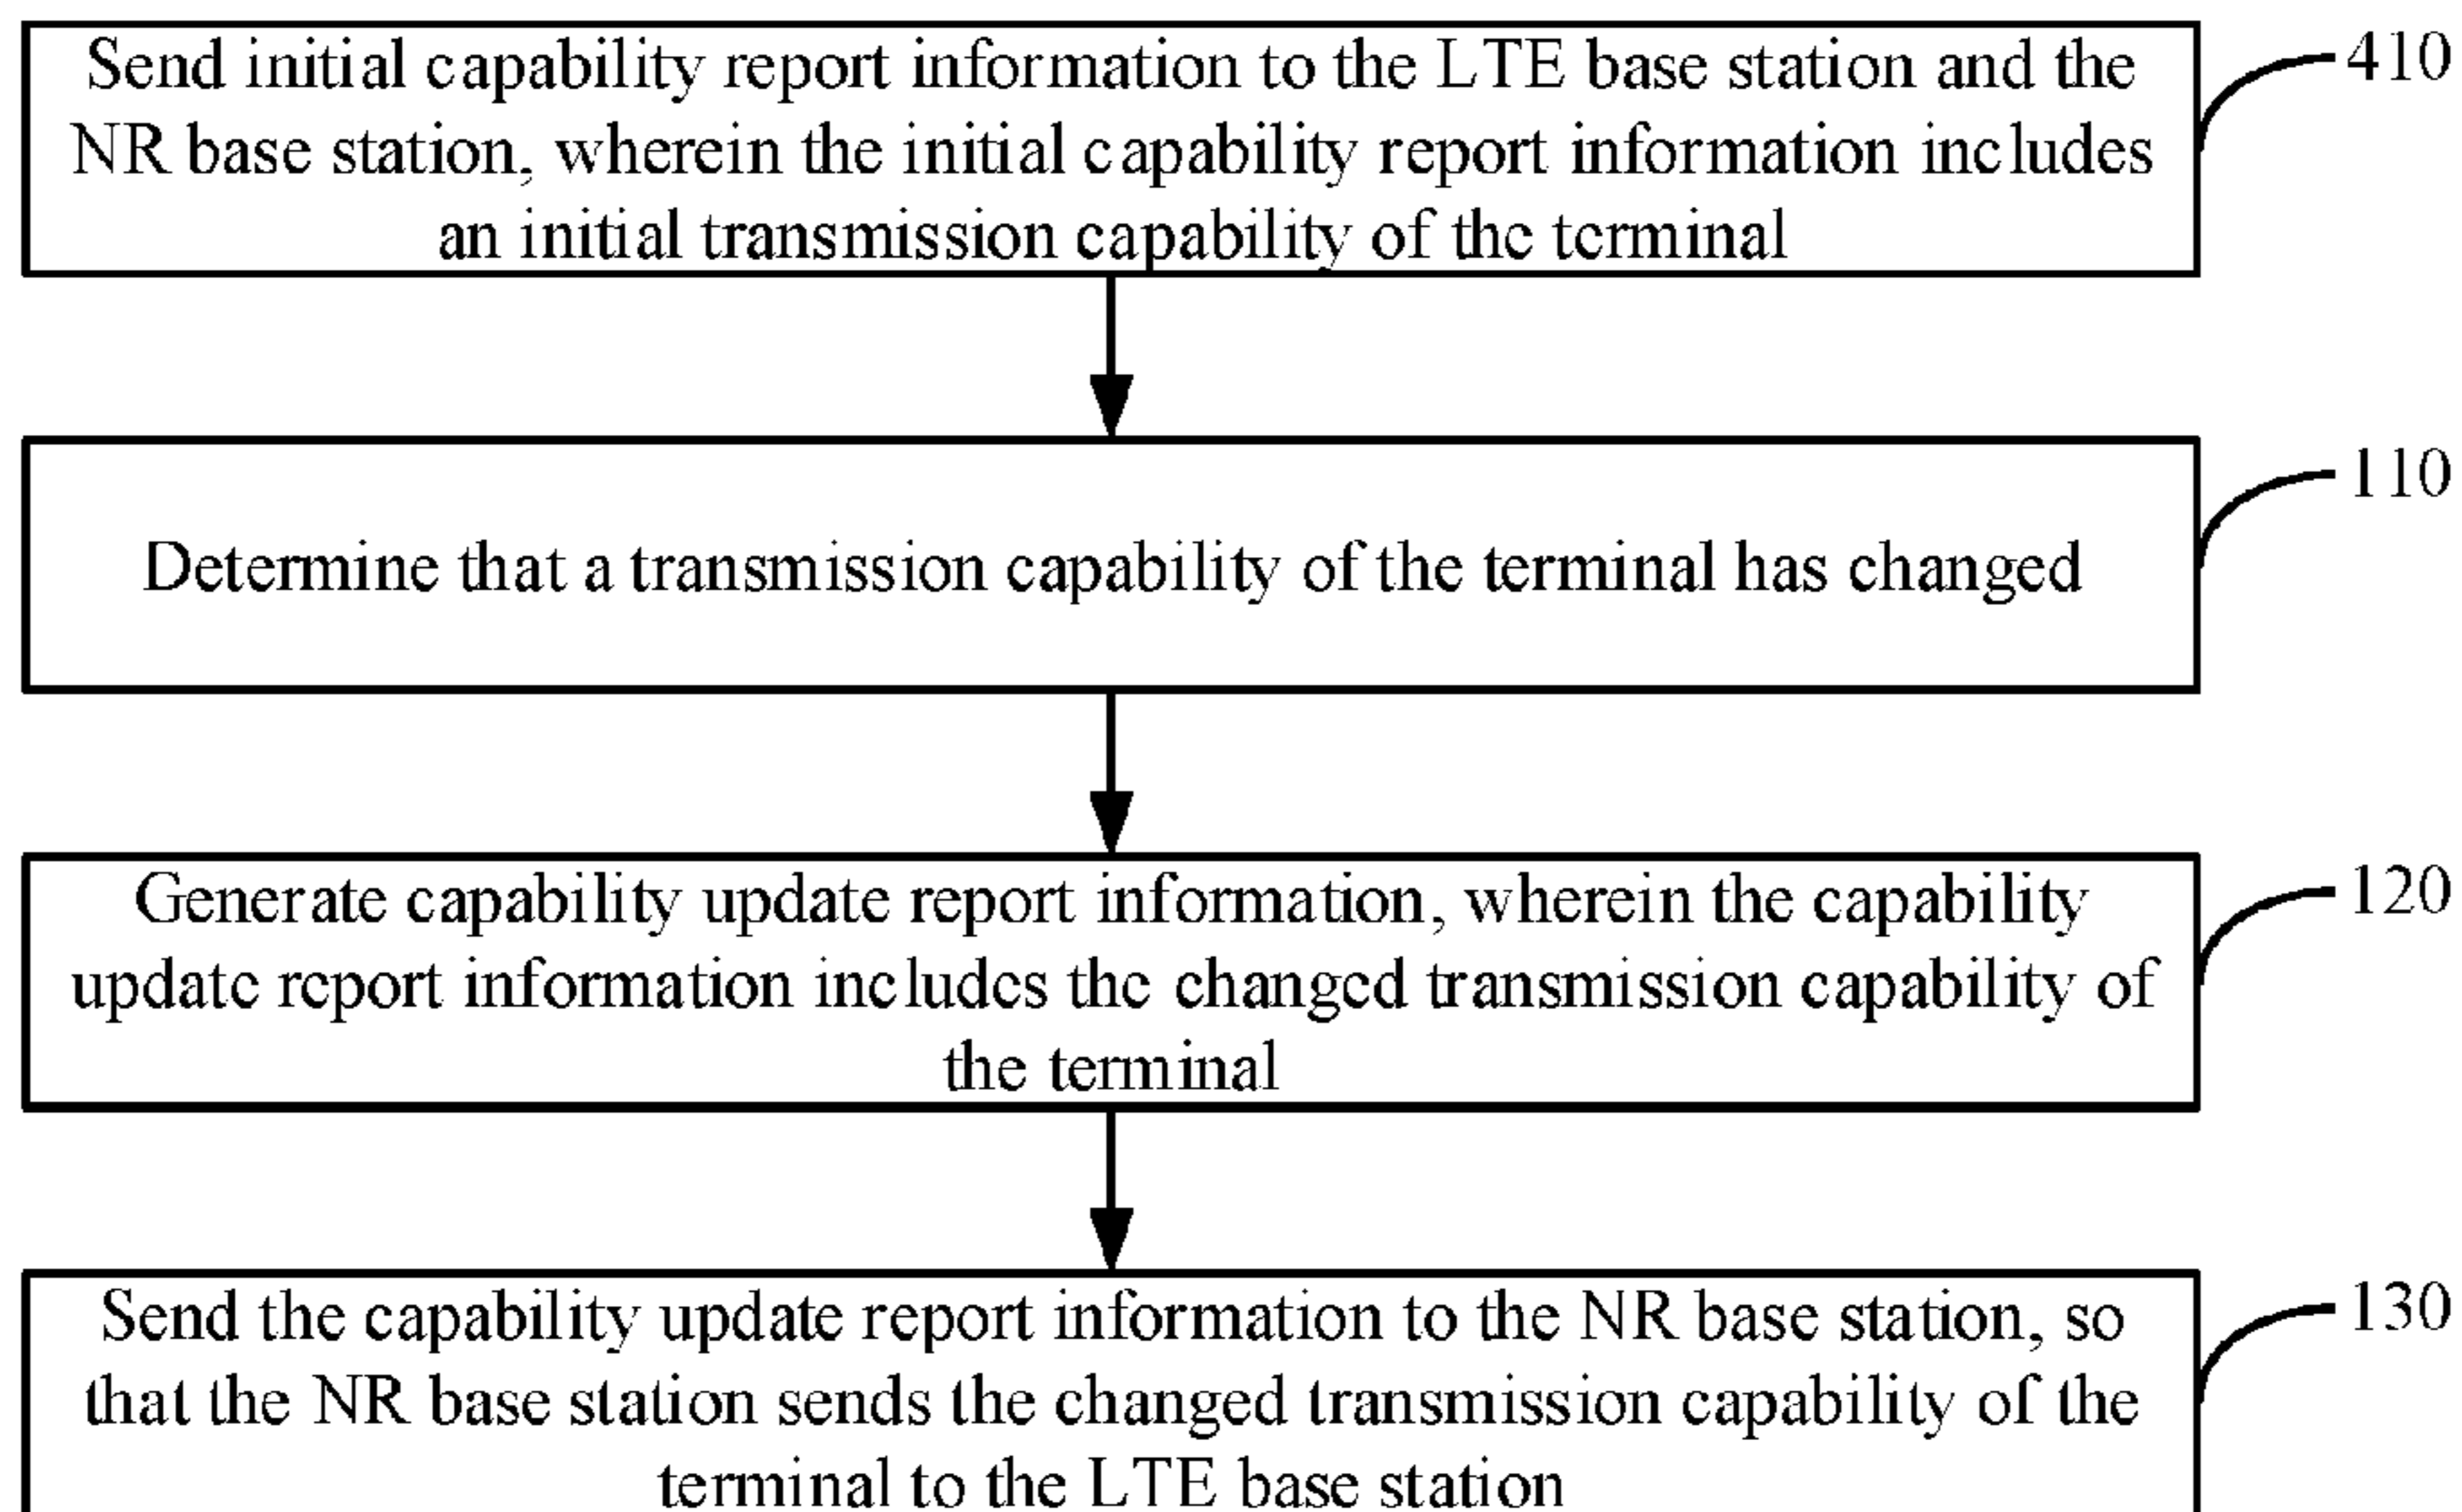 Send initial capability report information to the LTE base station and the
NR base station, wherein the initial capability report information includes
an initial transmission capability of the terminal
410
Determine that a transmission capability of the terminal has changed
110
Generate capability update report information, wherein the capability
update report information includes the changed transmission capability of
the terminal
120
Send the capability update report information to the NR base station, so
that the NR base station sends the changed transmission capability of the
terminal to the LTE base station
130